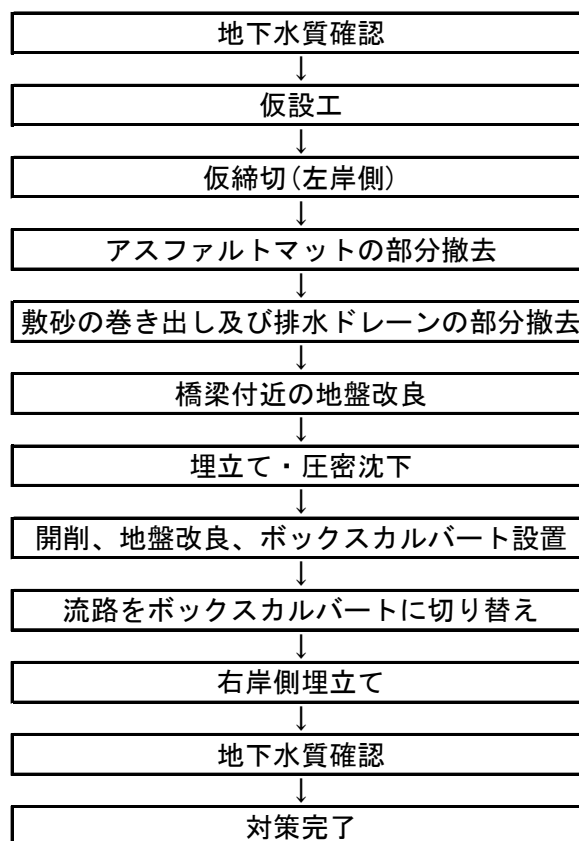 地下水質確認
↓
仮設工
↓
仮締切(左岸側)
↓
アスファルトマットの部分撤去
↓
敷砂の巻き出し及び排水ドレーンの部分撤去
↓
橋梁付近の地盤改良
↓
埋立て・圧密沈下
↓
開削、地盤改良、ボックスカルバート設置
↓
流路をボックスカルバートに切り替え
↓
右岸側埋立て
↓
地下水質確認
↓
対策完了